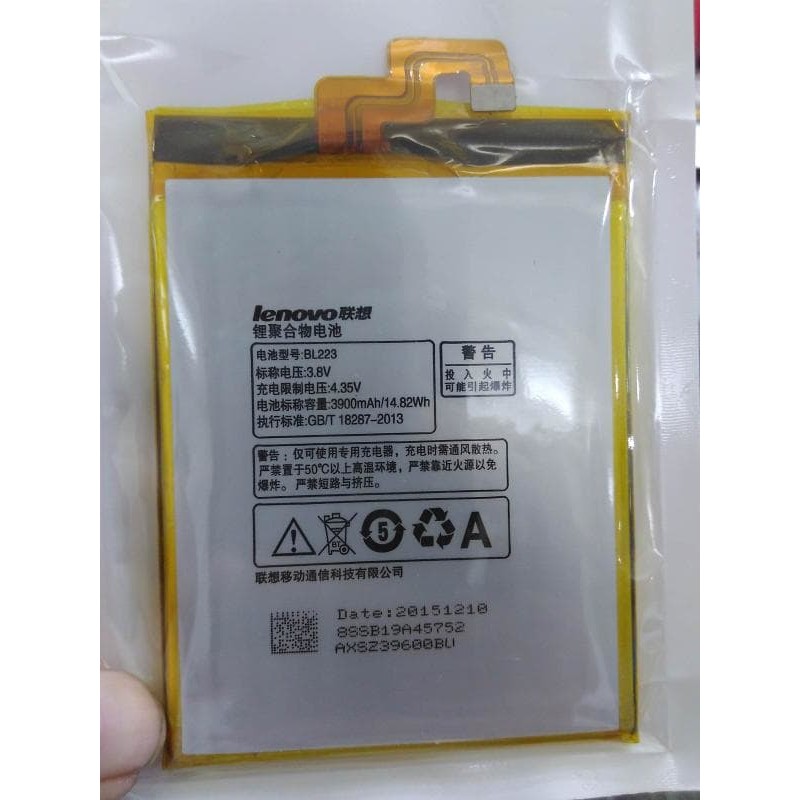 lenovo联想
锂聚合物电池
电池型号:BL223
标称电压:3.8V
充电限制电压:4.35V
电池标称容量:3900mAh/14.82Wh
执行标准:GB/T 18287-2013
警告
投入火中
可能引起爆炸
警告：仅可使用专用充电器，充电时需通风散热。
严禁置于50℃以上高温环境，严禁靠近火源以免
爆炸。严禁短路与挤压。
BT 5 A
联想移动通信科技有限公司
Date:20151210
8SSB19A45752
AXSZ39600BU